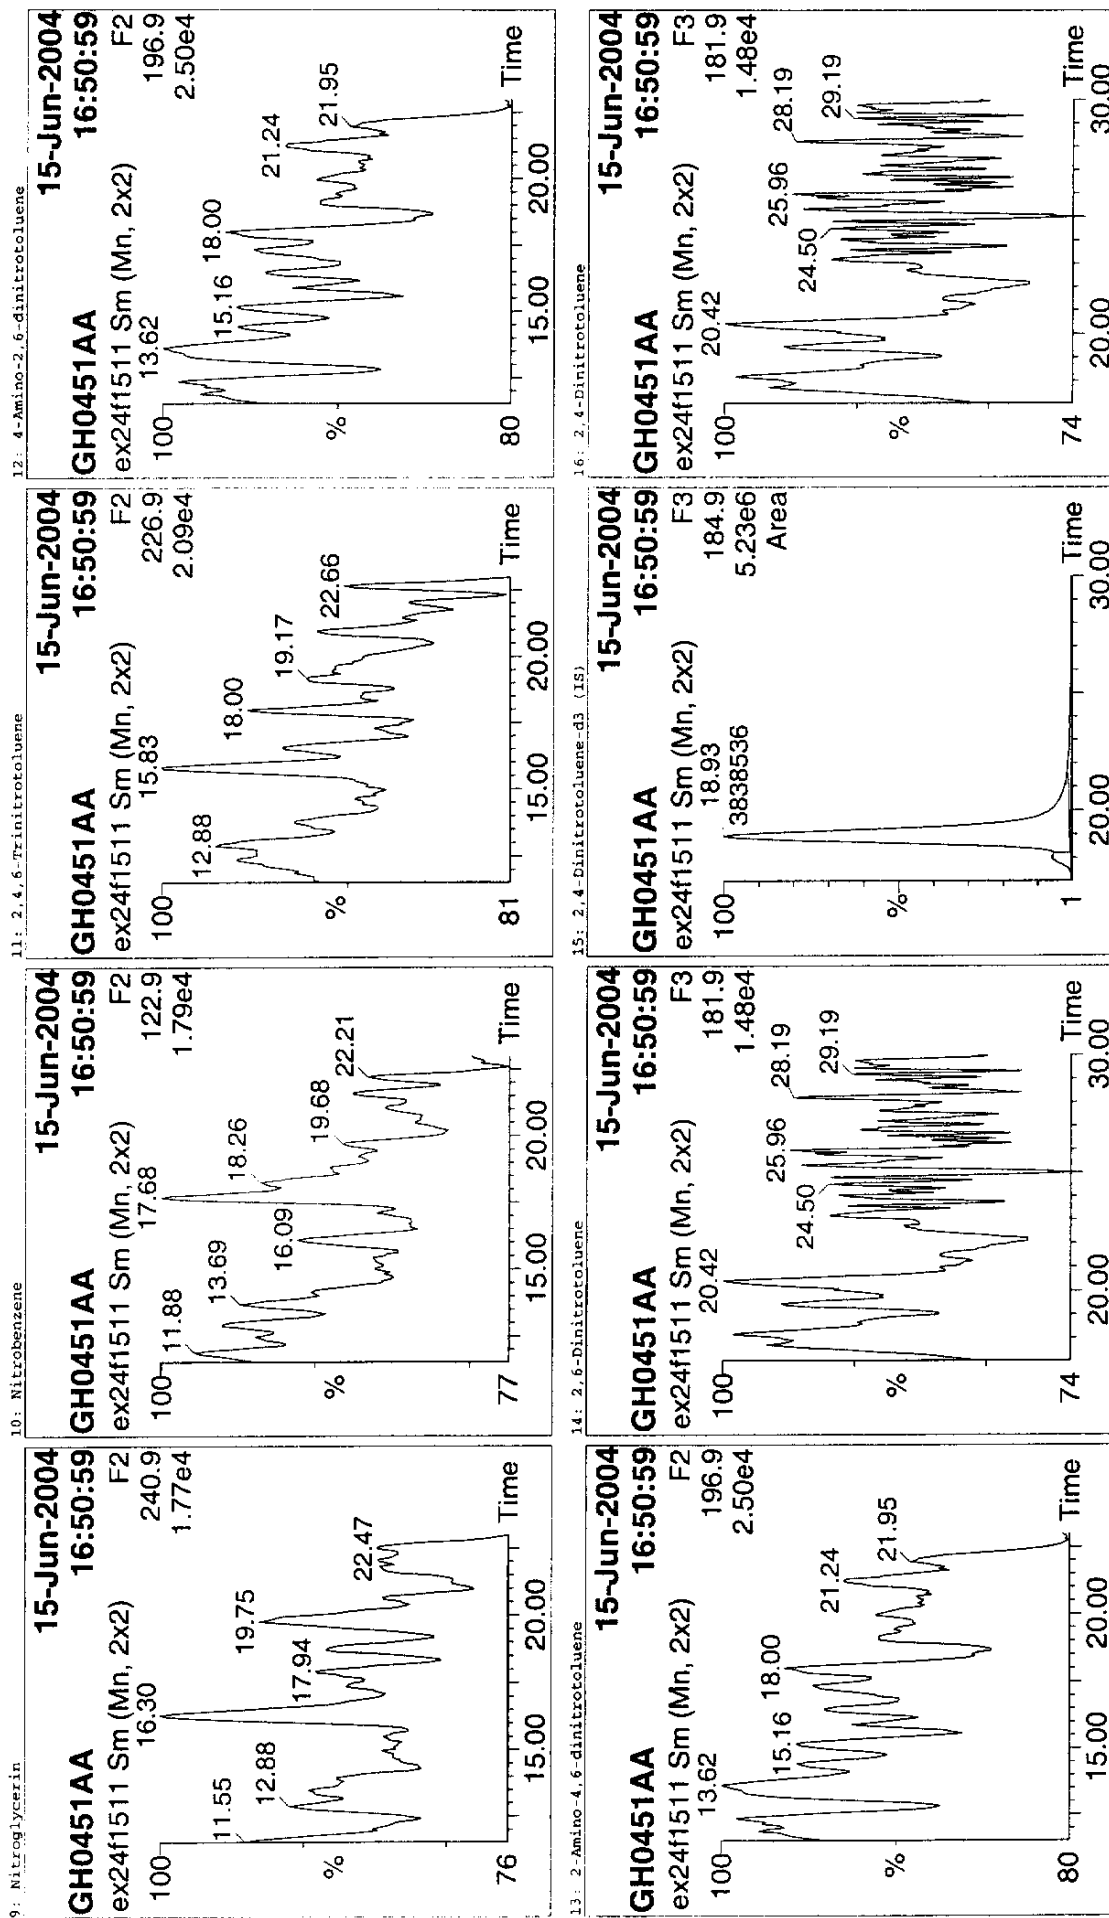 9: Nitroglycerin
GH0451AA 15-Jun-2004
16:50:59
ex24f1511 Sm (Mn, 2x2) F2
240.9
1.77e4
100
%
76
11.55
12.88
16.30
17.94
19.75
22.47
15.00 20.00
Time
10: Nitrobenzene
GH0451AA 15-Jun-2004
16:50:59
ex24f1511 Sm (Mn, 2x2) F2
122.9
1.79e4
100
%
77
11.88
13.69
16.09
17.68
18.26
19.68
22.21
15.00 20.00
Time
11: 2,4,6-Trinitrotoluene
GH0451AA 15-Jun-2004
16:50:59
ex24f1511 Sm (Mn, 2x2) F2
226.9
2.09e4
100
%
81
12.88
15.83
18.00
19.17
22.66
15.00 20.00
Time
12: 4-Amino-2,6-dinitrotoluene
GH0451AA 15-Jun-2004
16:50:59
ex24f1511 Sm (Mn, 2x2) F2
196.9
2.50e4
100
%
80
13.62
15.16
18.00
21.24
21.95
15.00 20.00
Time
13: 2-Amino-4,6-dinitrotoluene
GH0451AA 15-Jun-2004
16:50:59
ex24f1511 Sm (Mn, 2x2) F2
196.9
2.50e4
100
%
80
13.62
15.16
18.00
21.24
21.95
15.00 20.00
Time
14: 2,6-Dinitrotoluene
GH0451AA 15-Jun-2004
16:50:59
ex24f1511 Sm (Mn, 2x2) F3
181.9
1.48e4
100
%
74
20.42
24.50
25.96
28.19
29.19
20.00 30.00
Time
15: 2,4-Dinitrotoluene-d3 (IS)
GH0451AA 15-Jun-2004
16:50:59
ex24f1511 Sm (Mn, 2x2) F3
184.9
5.23e6
Area
100
%
1
18.93
3838536
20.00 30.00
Time
16: 2,4-Dinitrotoluene
GH0451AA 15-Jun-2004
16:50:59
ex24f1511 Sm (Mn, 2x2) F3
181.9
1.48e4
100
%
74
20.42
24.50
25.96
28.19
29.19
20.00 30.00
Time